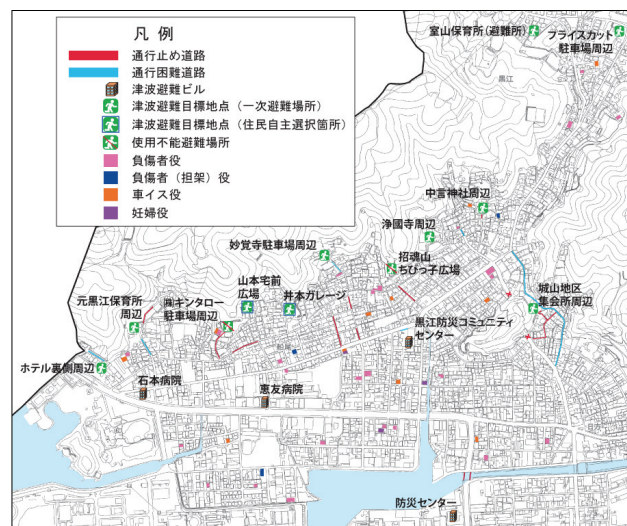 凡 例
通行止め道路
通行困難道路
津波避難ビル
津波避難目標地点（一次避難場所）
津波避難目標地点（住民自主選択箇所）
使用不能避難場所
負傷者役
負傷者（担架）役
車イス役
妊婦役
室山保育所（避難所）
フライスカット
駐車場周辺
黒江
中言神社周辺
浄國寺周辺
妙覚寺駐車場周辺
招魂山
ちびっ子広場
城山地区
集会所周辺
元黒江保育所
周辺
㈱キンタロー
駐車場周辺
山本宅前
広場
井本ガレージ
黒江防災コミュニティ
センター
ホテル裏側周辺
石本病院
恵友病院
防災センター